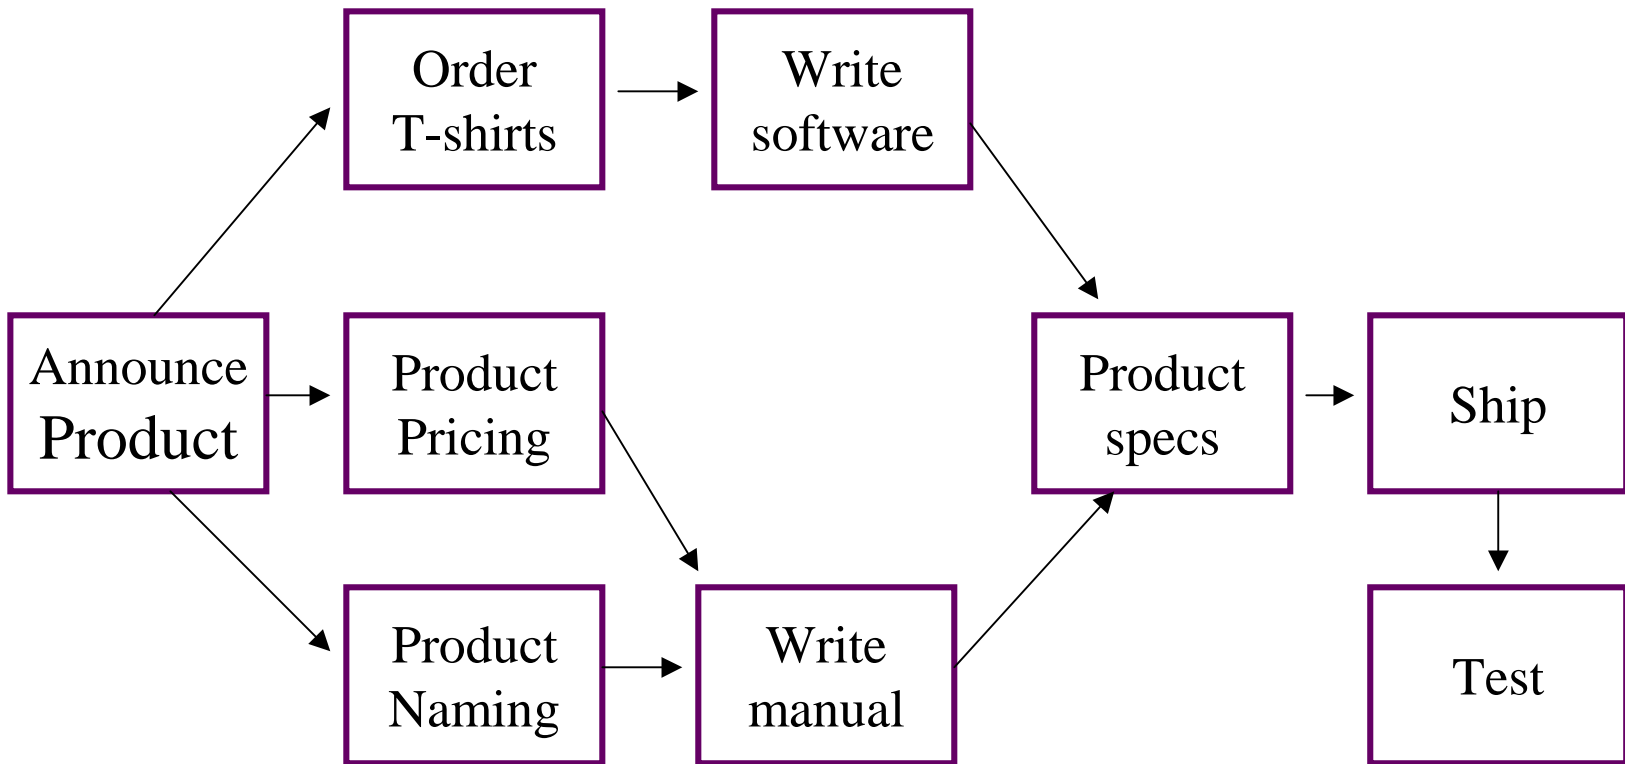 Order
T-shirts
Write
software
Announce
Product
Product
Pricing
Product
specs
Ship
Product
Naming
Write
manual
Test